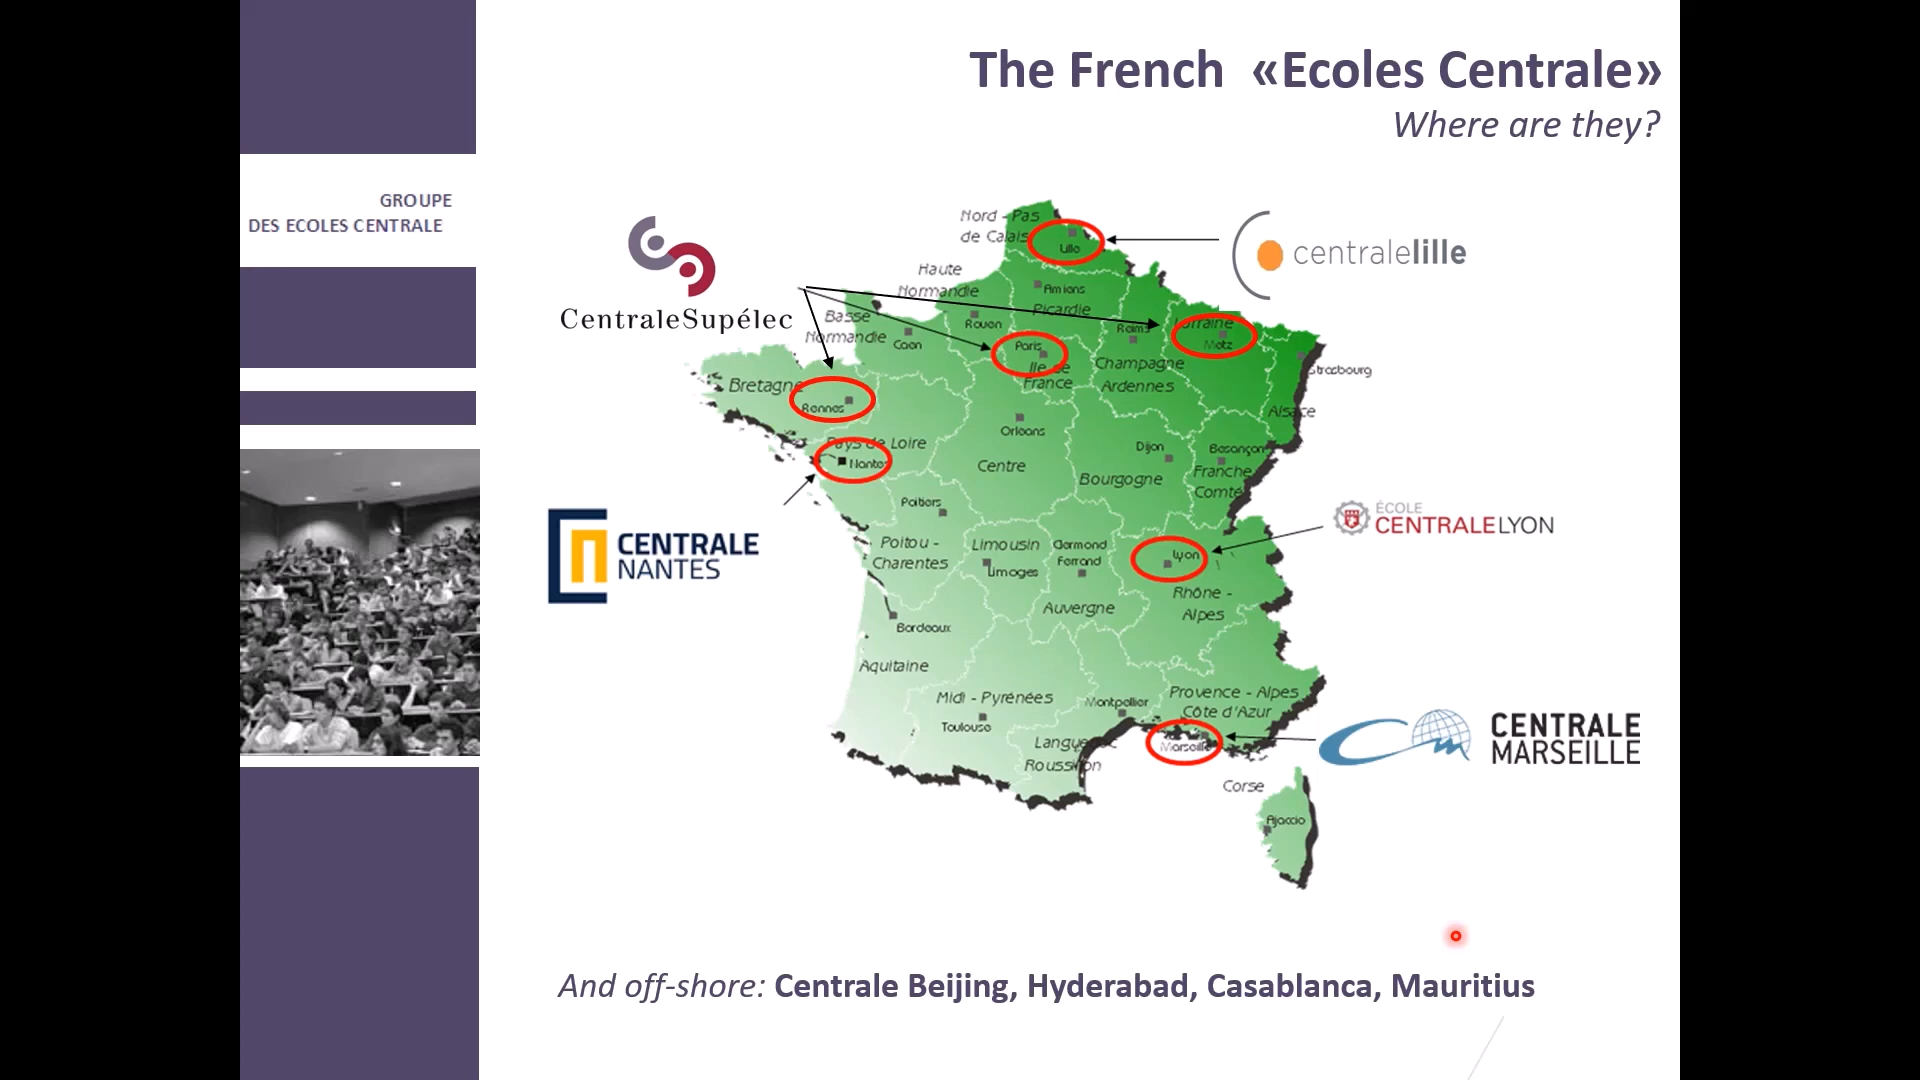 The French «Ecoles Centrale»
Where are they?
GROUPE
DES ECOLES CENTRALE
CentraleSupélec
centralelille
CENTRALE
NANTES
ÉCOLE
CENTRALELYON
CENTRALE
MARSEILLE
Nord - Pas
de Calais
Lille
Haute
Normandie
Amiens
Picardie
Rouen
Basse
Normandie
Caen
Reims
Lorraine
Metz
Paris
Ile de
France
Champagne
Ardennes
Strasbourg
Alsace
Bretagne
Rennes
Pays de Loire
Nantes
Orléans
Centre
Dijon
Bourgogne
Besançon
Franche
Comté
Poitiers
Poitou -
Charentes
Limousin
Limoges
Clermond
Ferrand
Auvergne
Lyon
Rhône -
Alpes
Bordeaux
Aquitaine
Midi - Pyrénées
Toulouse
Montpellier
Languedoc
Roussillon
Provence - Alpes
Côte d'Azur
Marseille
Corse
Ajaccio
And off-shore: Centrale Beijing, Hyderabad, Casablanca, Mauritius